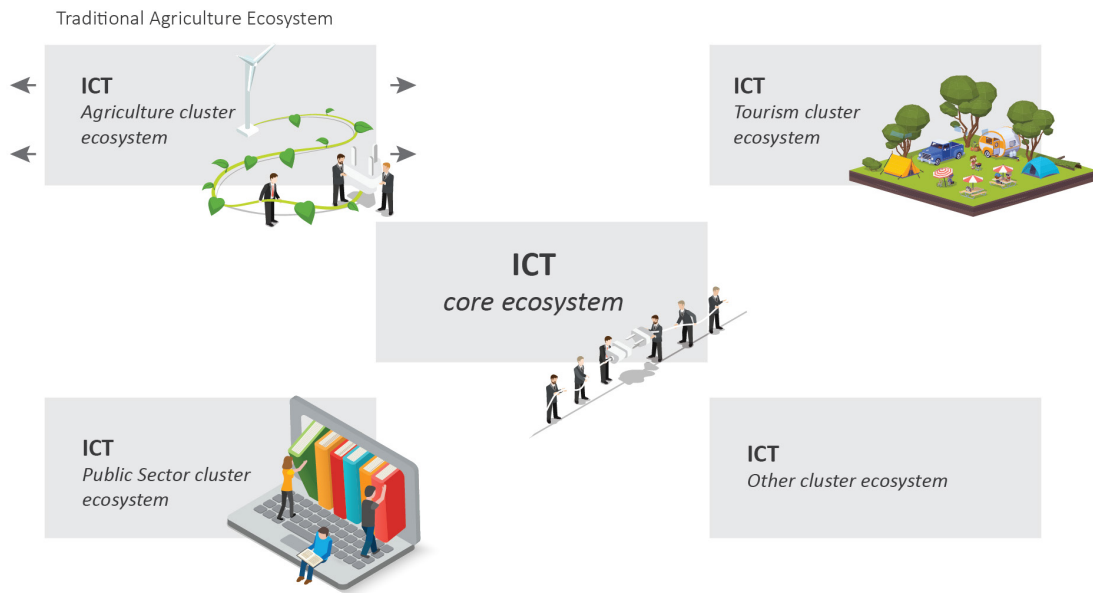 Traditional Agriculture Ecosystem
ICT
Agriculture cluster
ecosystem
ICT
Tourism cluster
ecosystem
ICT
core ecosystem
ICT
Public Sector cluster
ecosystem
ICT
Other cluster ecosystem